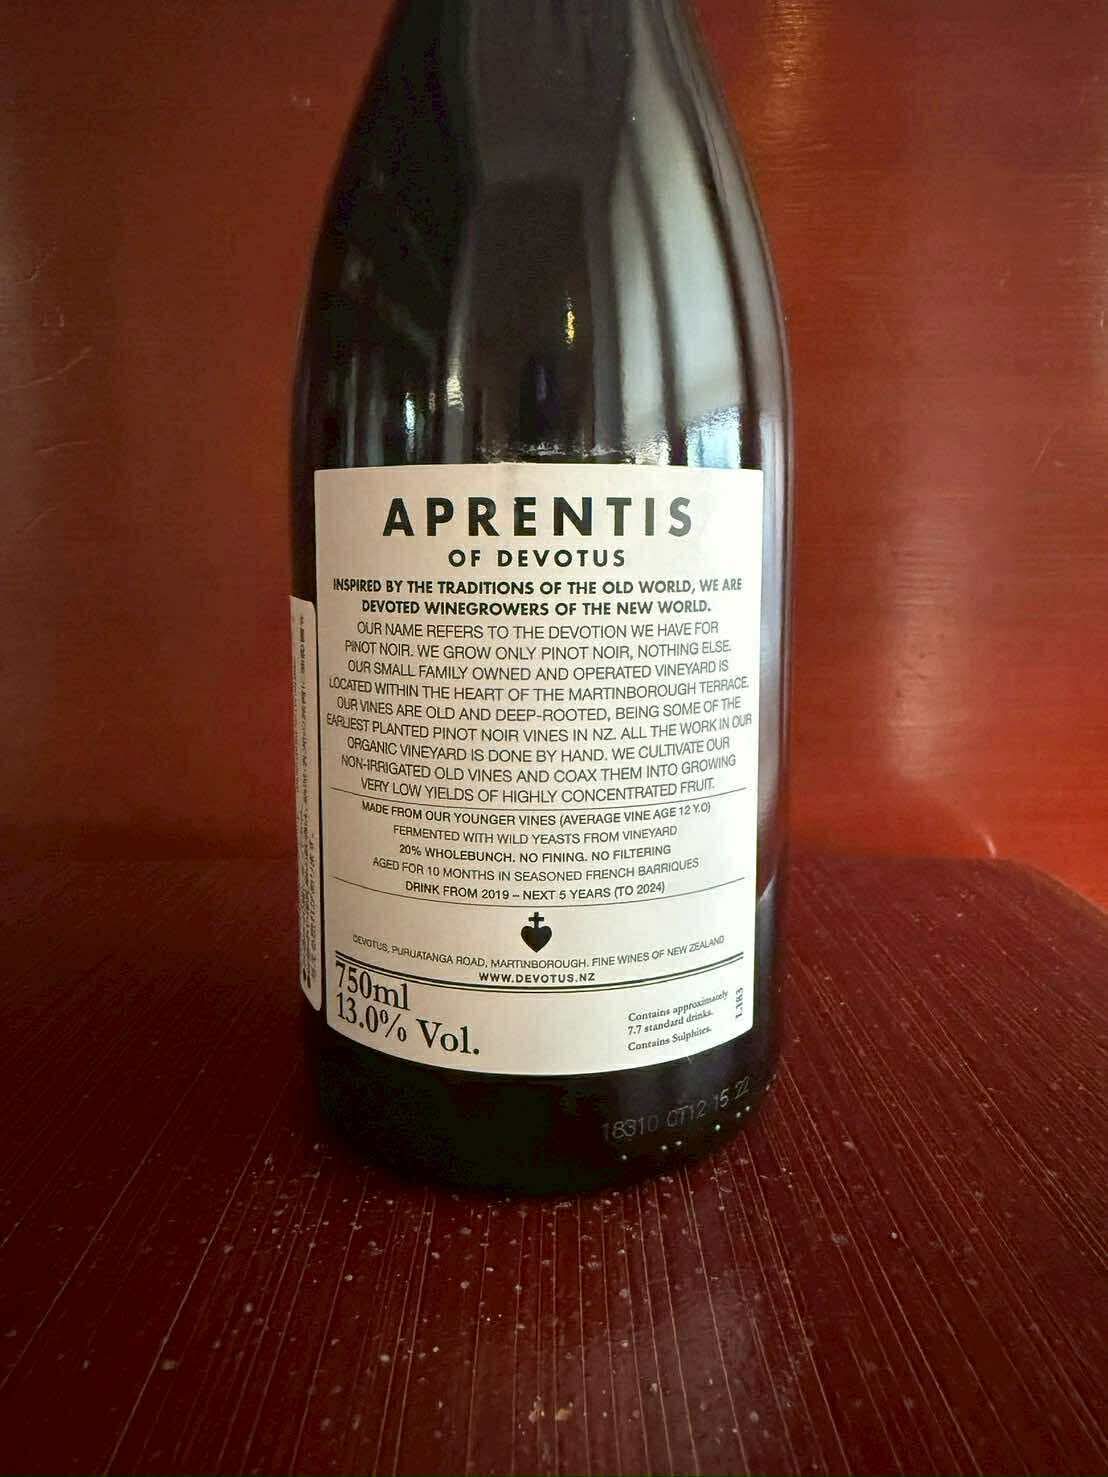 APRENTIS
OF DEVOTUS
INSPIRED BY THE TRADITIONS OF THE OLD WORLD, WE ARE
DEVOTED WINEGROWERS OF THE NEW WORLD.
OUR NAME REFERS TO THE DEVOTION WE HAVE FOR
PINOT NOIR. WE GROW ONLY PINOT NOIR, NOTHING ELSE.
OUR SMALL FAMILY OWNED AND OPERATED VINEYARD IS
LOCATED WITHIN THE HEART OF THE MARTINBOROUGH TERRACE.
OUR VINES ARE OLD AND DEEP-ROOTED, BEING SOME OF THE
EARLIEST PLANTED PINOT NOIR VINES IN NZ. ALL THE WORK IN OUR
ORGANIC VINEYARD IS DONE BY HAND. WE CULTIVATE OUR
NON-IRRIGATED OLD VINES AND COAX THEM INTO GROWING
VERY LOW YIELDS OF HIGHLY CONCENTRATED FRUIT.
MADE FROM OUR YOUNGER VINES (AVERAGE VINE AGE 12 Y.O)
FERMENTED WITH WILD YEASTS FROM VINEYARD
20% WHOLEBUNCH. NO FINING. NO FILTERING
AGED FOR 10 MONTHS IN SEASONED FRENCH BARRIQUES
DRINK FROM 2019 – NEXT 5 YEARS (TO 2024)
DEVOTUS, PURUATANGA ROAD, MARTINBOROUGH. FINE WINES OF NEW ZEALAND
WWW.DEVOTUS.NZ
750ml
13.0% Vol.
Contains approximately
7.7 standard drinks.
Contains Sulphites.
L183
18310 OT12 15:22